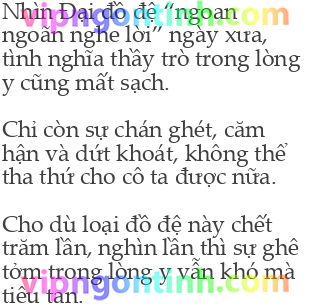 Nhìn Đại đồ đệ “ngoan
ngoãn nghe lời” ngày xưa,
tình nghĩa thầy trò trong lòng
y cũng mất sạch.
Chỉ còn sự chán ghét, căm
hận và dứt khoát, không thể
tha thứ cho cô ta được nữa.
Cho dù loại đồ đệ này chết
trăm lần, nghìn lần thì sự ghê
tởm trong lòng y vẫn khó mà
tiêu tan.
vipngontinh.com
vipngontinh.com